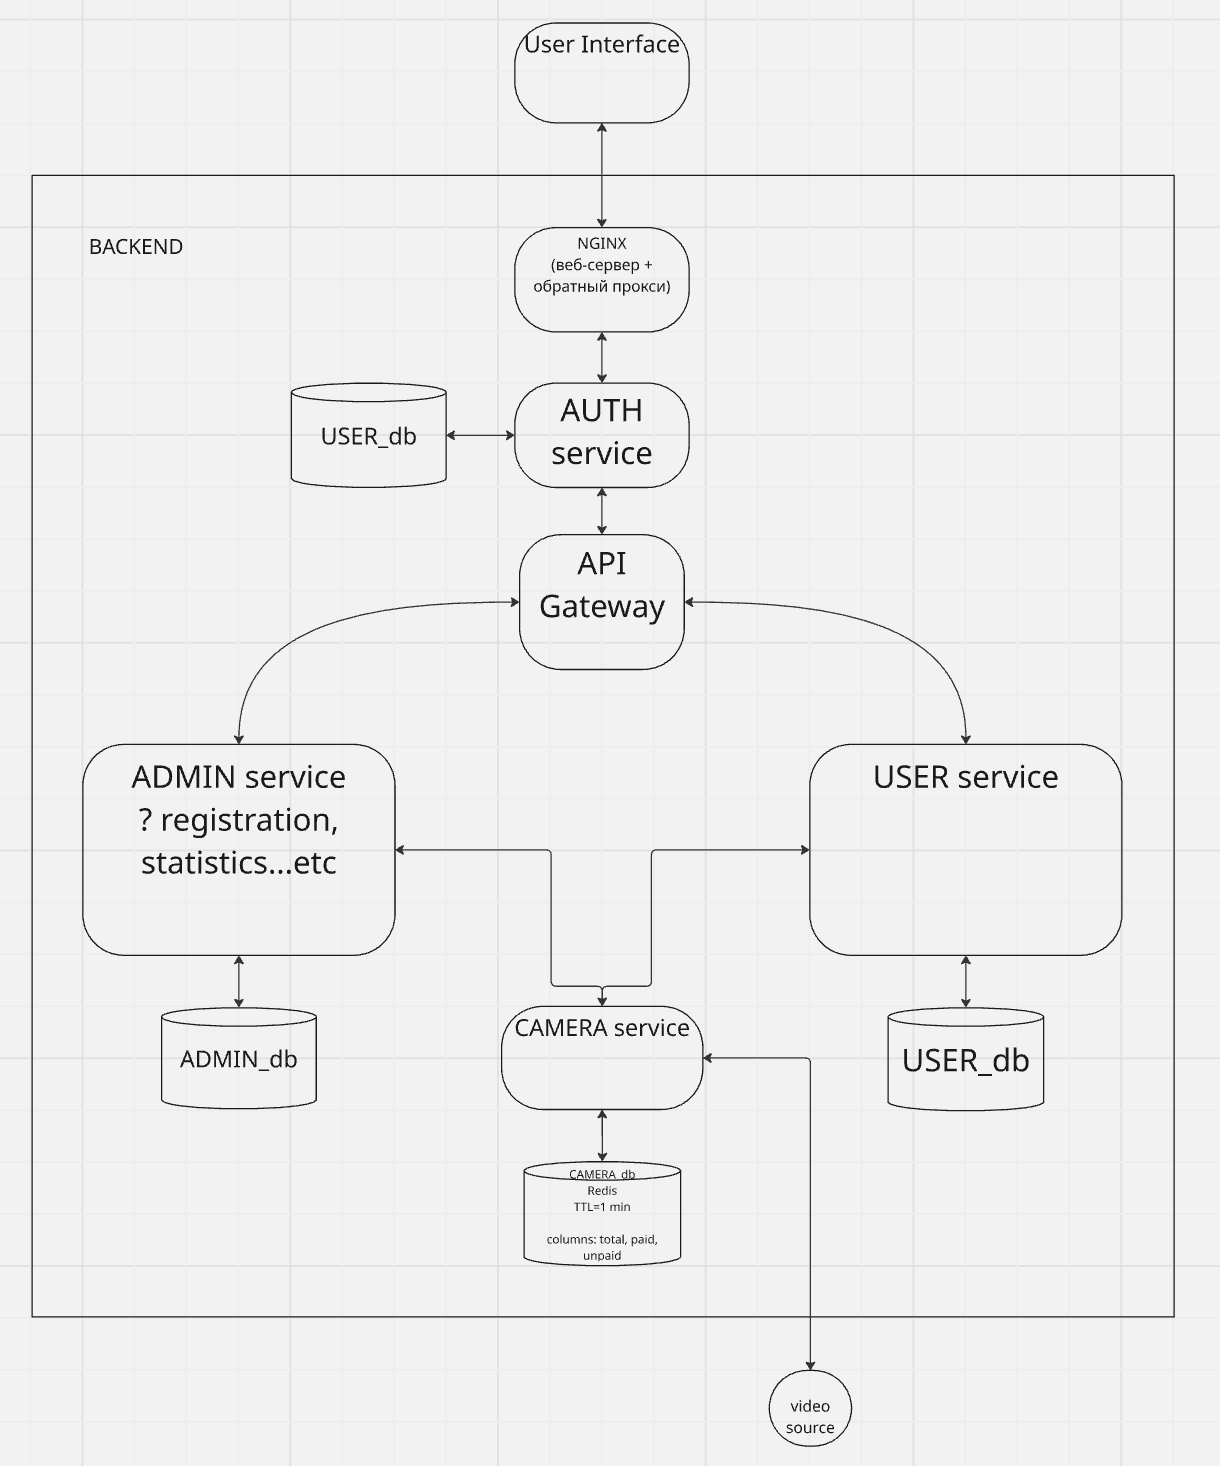 User Interface
BACKEND
NGINX
(веб-сервер +
обратный прокси)
USER_db
AUTH
service
API
Gateway
ADMIN service
? registration,
statistics...etc
USER service
ADMIN_db
CAMERA service
USER_db
CAMERA_db
Redis
TTL=1 min
columns: total, paid,
unpaid
video
source